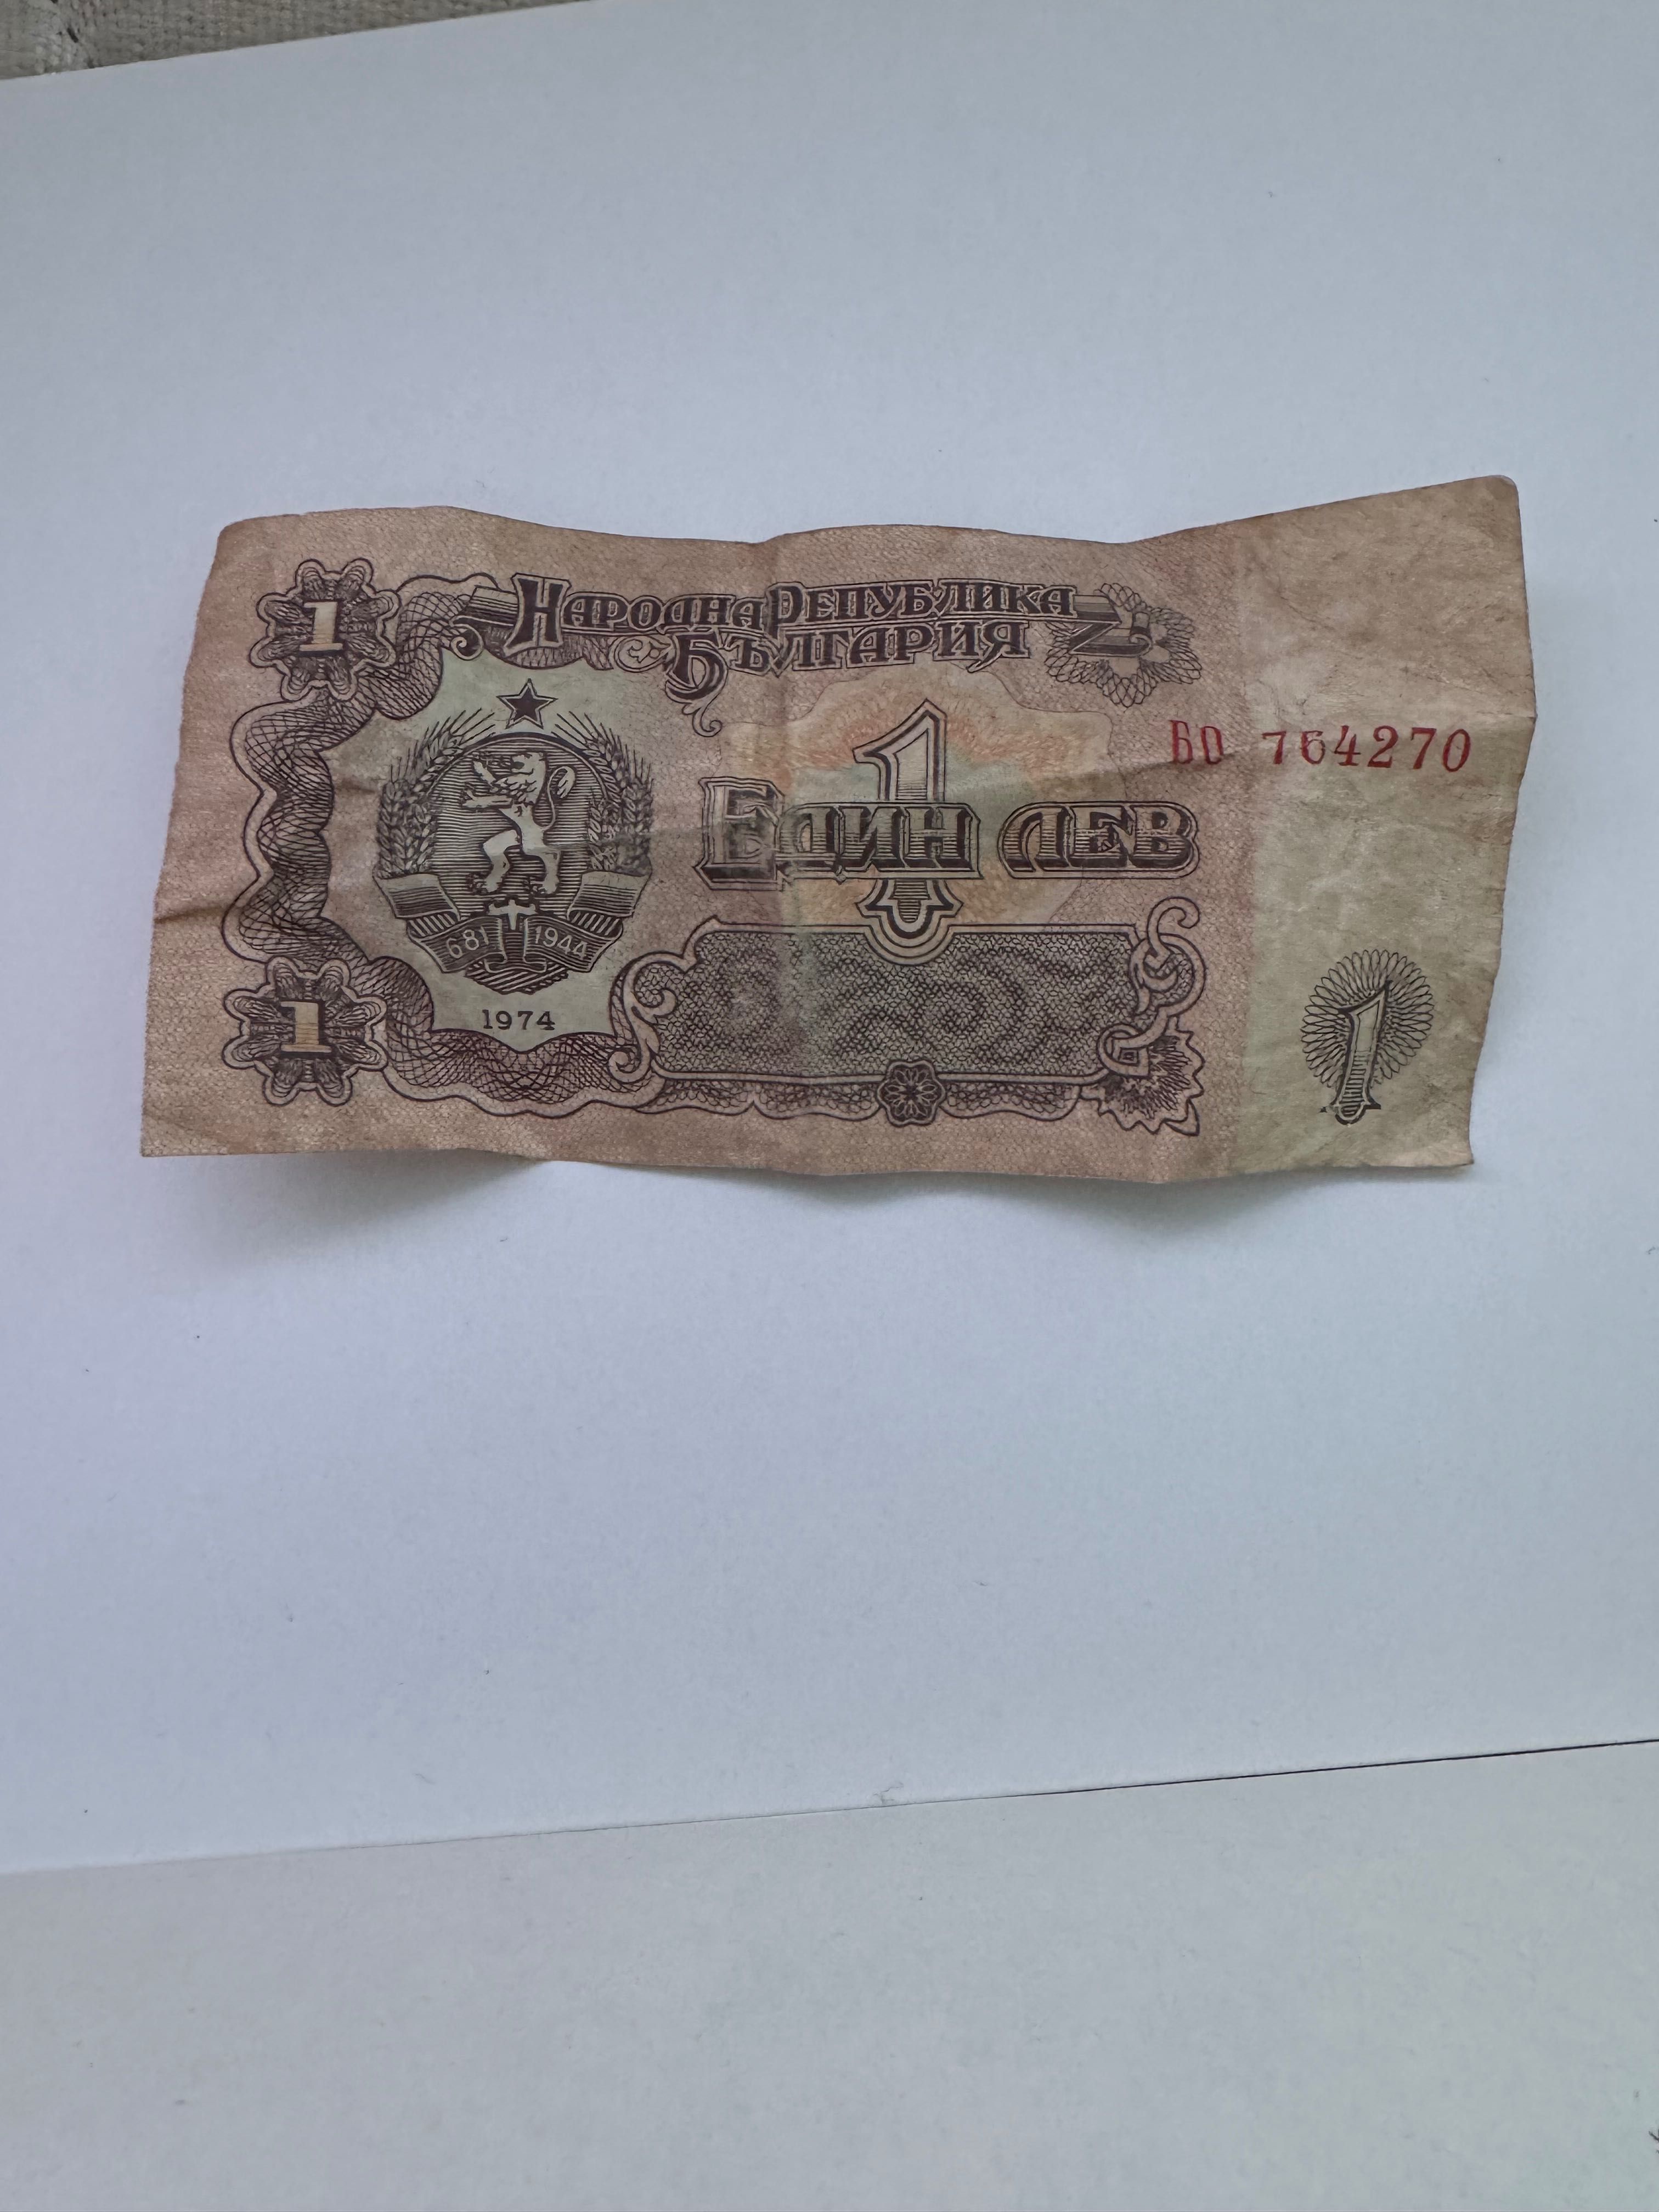 1
НАРОДНА РЕПУБЛИКА
БЪЛГАРИЯ
1
БО 764270
ЕДИН ЛЕВ
681 1944
1974
1
1